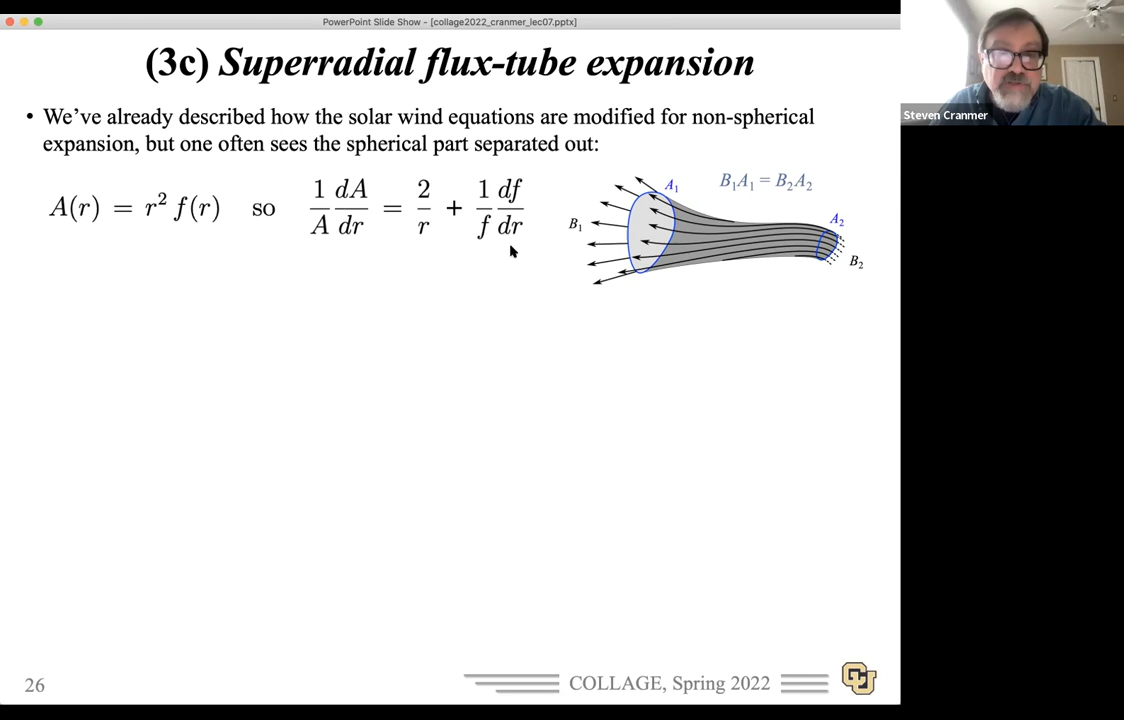 PowerPoint Slide Show - [collage2022_cranmer_lec07.pptx]
(3c) Superradial flux-tube expansion
• We’ve already described how the solar wind equations are modified for non-spherical
expansion, but one often sees the spherical part separated out:
A(r) = r² f(r) so 1/A dA/dr = 2/r + 1/f df/dr
B₁A₁ = B₂A₂
A₁
B₁
A₂
B₂
Steven Cranmer
26
COLLAGE, Spring 2022
CU